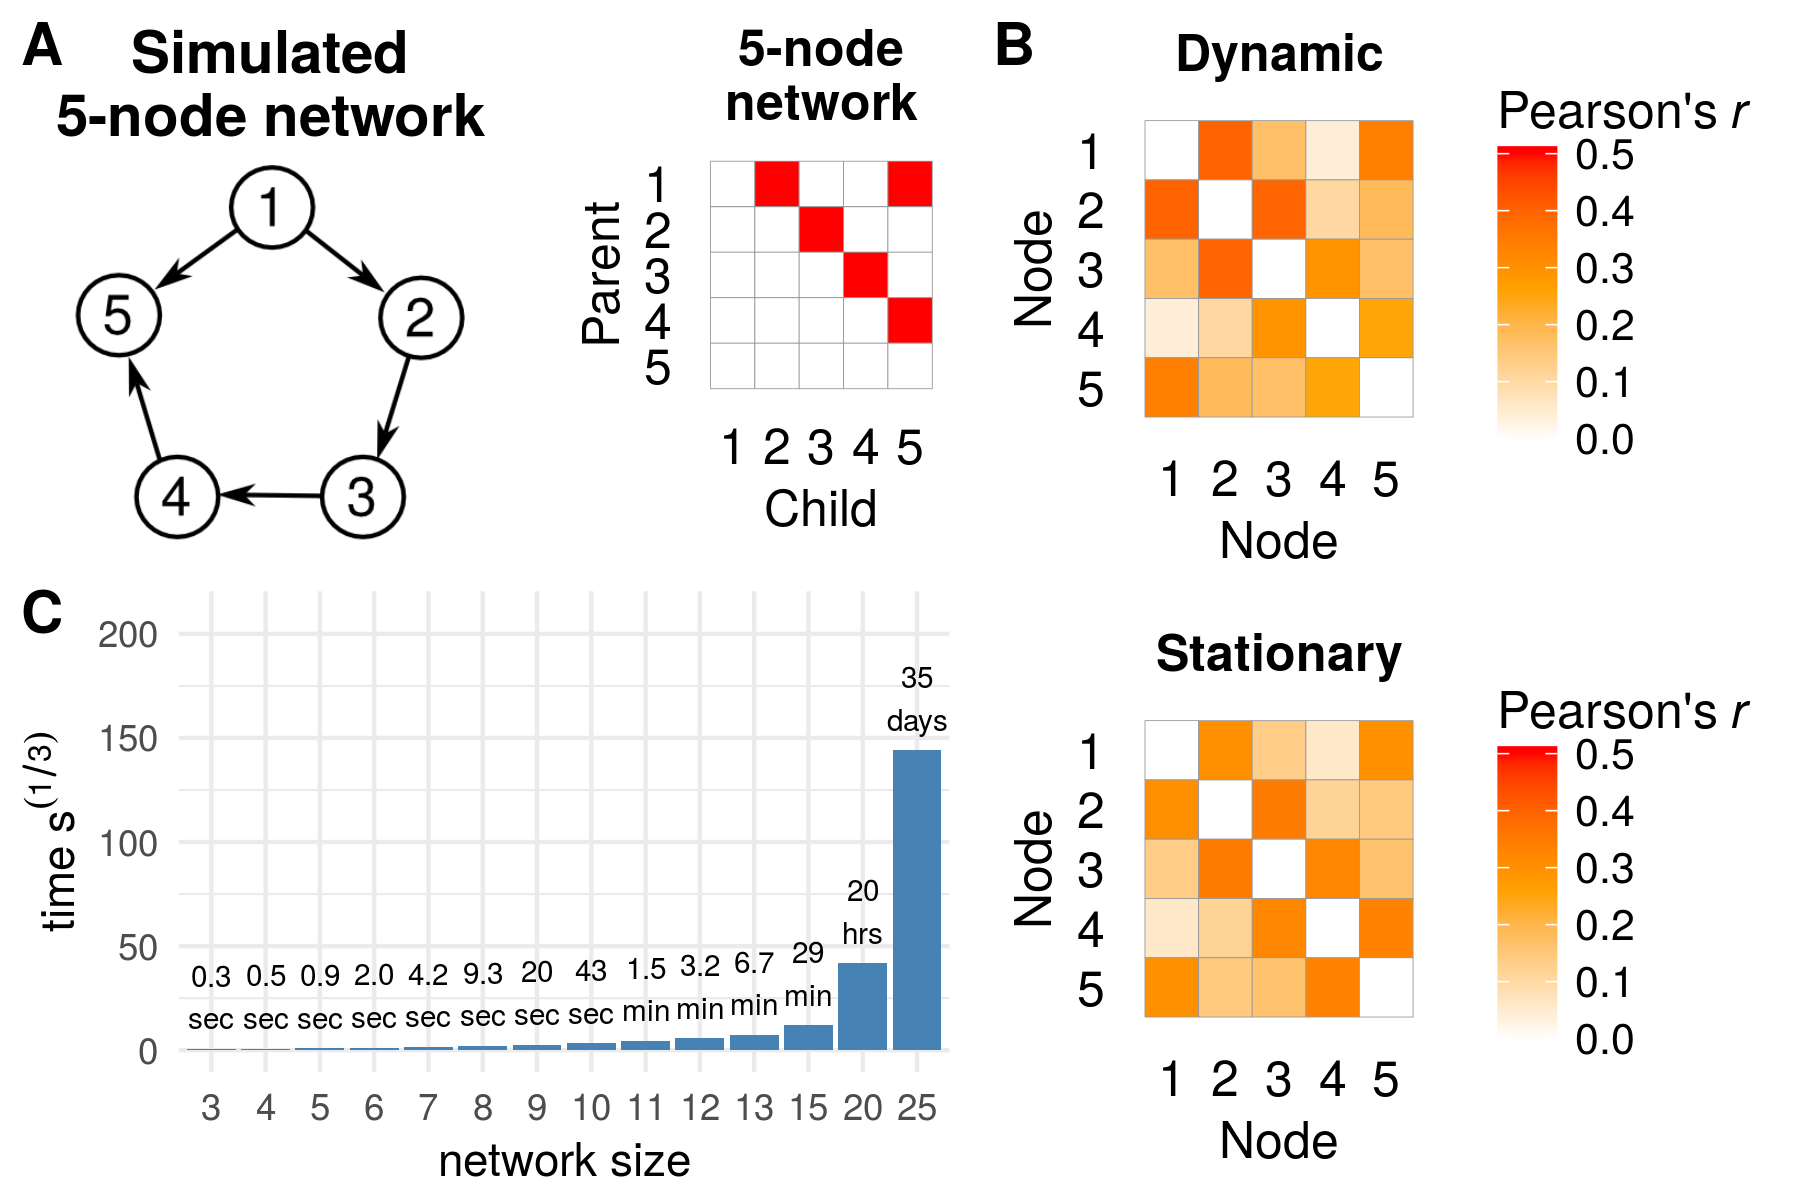 A
Simulated
5-node network
1
5
2
4
3
5-node
network
Parent
1
2
3
4
5
1 2 3 4 5
Child
B
Dynamic
Node
1
2
3
4
5
1 2 3 4 5
Node
Pearson's r
0.5
0.4
0.3
0.2
0.1
0.0
Stationary
Node
1
2
3
4
5
1 2 3 4 5
Node
Pearson's r
0.5
0.4
0.3
0.2
0.1
0.0
C
time s(1/3)
200
150
100
50
0
0.3
sec
0.5
sec
0.9
sec
2.0
sec
4.2
sec
9.3
sec
20
sec
43
sec
1.5
min
3.2
min
6.7
min
29
min
20
hrs
35
days
3 4 5 6 7 8 9 10 11 12 13 15 20 25
network size